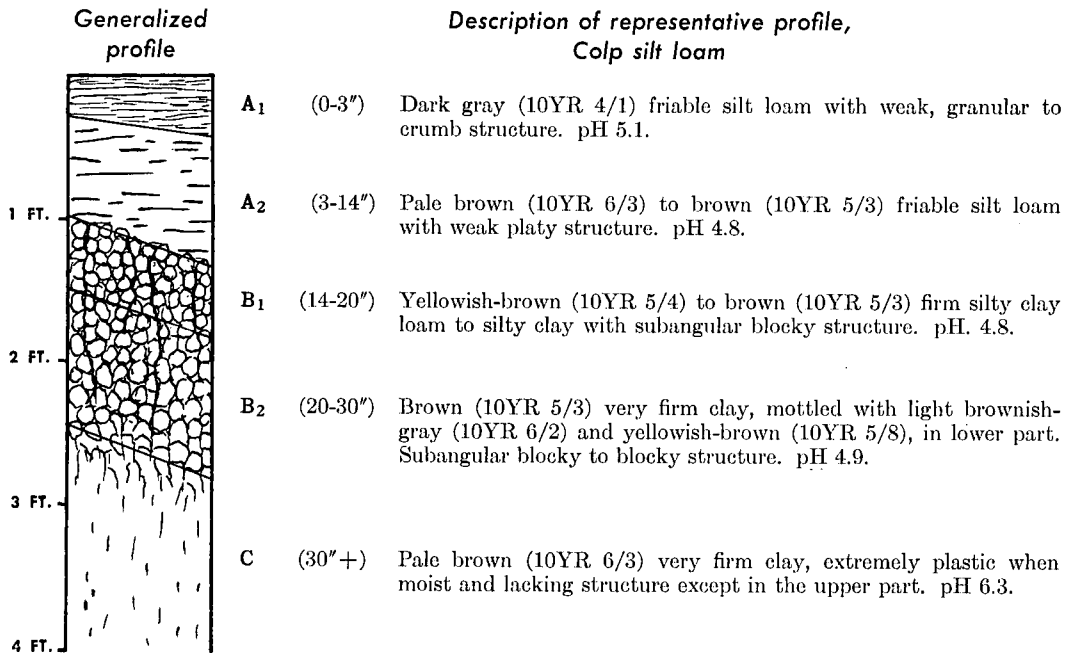 Generalized
profile
Description of representative profile,
Colp silt loam
A1 (0-3″) Dark gray (10YR 4/1) friable silt loam with weak, granular to
crumb structure. pH 5.1.
A2 (3-14″) Pale brown (10YR 6/3) to brown (10YR 5/3) friable silt loam
with weak platy structure. pH 4.8.
1 FT.
B1 (14-20″) Yellowish-brown (10YR 5/4) to brown (10YR 5/3) firm silty clay
loam to silty clay with subangular blocky structure. pH. 4.8.
2 FT.
B2 (20-30″) Brown (10YR 5/3) very firm clay, mottled with light brownish-
gray (10YR 6/2) and yellowish-brown (10YR 5/8), in lower part.
Subangular blocky to blocky structure. pH 4.9.
3 FT.
C (30″+) Pale brown (10YR 6/3) very firm clay, extremely plastic when
moist and lacking structure except in the upper part. pH 6.3.
4 FT.